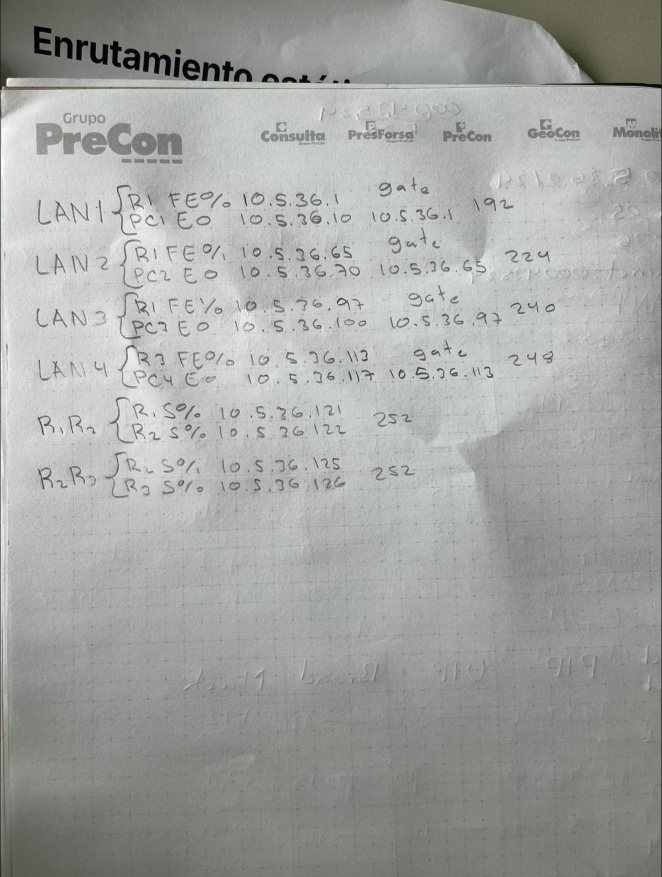 Enrutamiento
Grupo
PreCon
Consulta PresForsa PreCon GeoCon Monolit
LAN1 R1 FE0/0 10.5.36.1 gate
PC1 E0 10.5.36.10 10.5.36.1 192
LAN2 R1 FE0/1 10.5.36.65 gate
PC2 E0 10.5.36.70 10.5.36.65 224
LAN3 R1 FE1/0 10.5.36.97 gate
PC3 E0 10.5.36.100 10.5.36.97 240
LAN4 R3 FE0/0 10.5.36.113 gate
PC4 E0 10.5.36.117 10.5.36.113 248
R1R2 R1 S0/0 10.5.36.121 252
R2 S0/0 10.5.36.122
R2R3 R2 S0/1 10.5.36.125 252
R3 S0/0 10.5.36.126